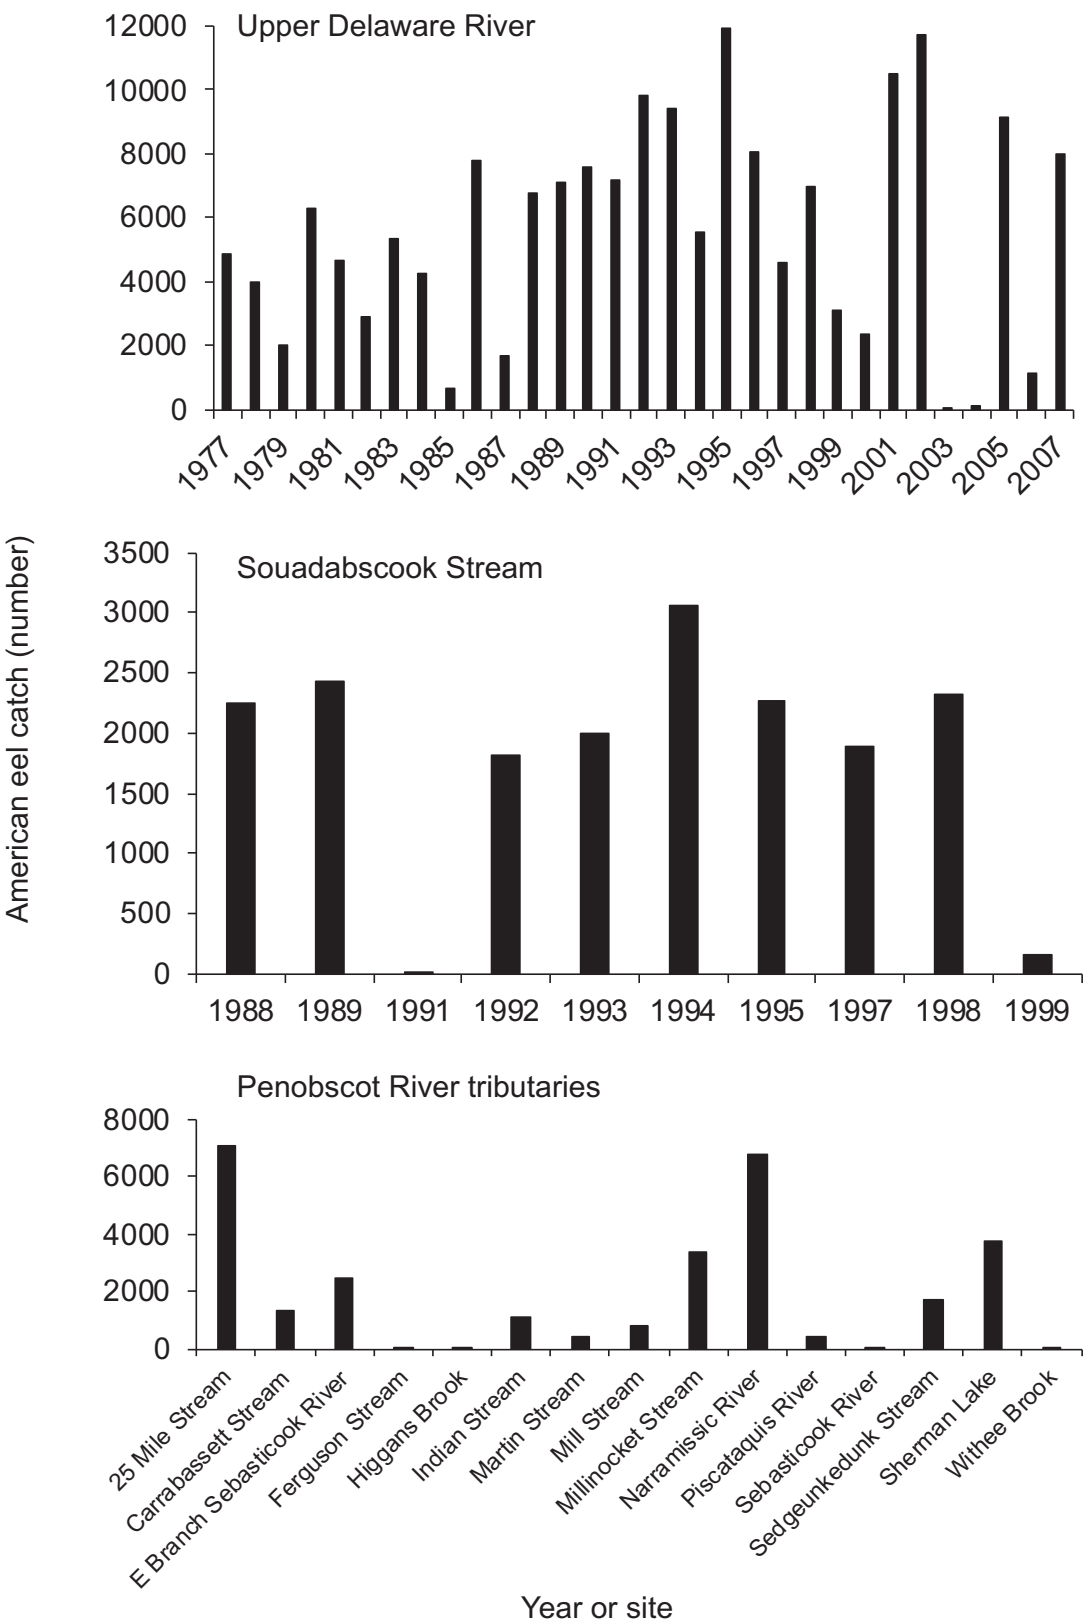 Upper Delaware River
12000
10000
8000
6000
4000
2000
0
1977 1979 1981 1983 1985 1987 1989 1991 1993 1995 1997 1999 2001 2003 2005 2007
American eel catch (number)
Souadabscook Stream
3500
3000
2500
2000
1500
1000
500
0
1988 1989 1991 1992 1993 1994 1995 1997 1998 1999
Penobscot River tributaries
8000
6000
4000
2000
0
25 Mile Stream
Carrabassett Stream
E Branch Sebasticook River
Ferguson Stream
Higgans Brook
Indian Stream
Martin Stream
Mill Stream
Millinocket Stream
Narramissic River
Piscataquis River
Sebasticook River
Sedgeunkedunk Stream
Sherman Lake
Withee Brook
Year or site